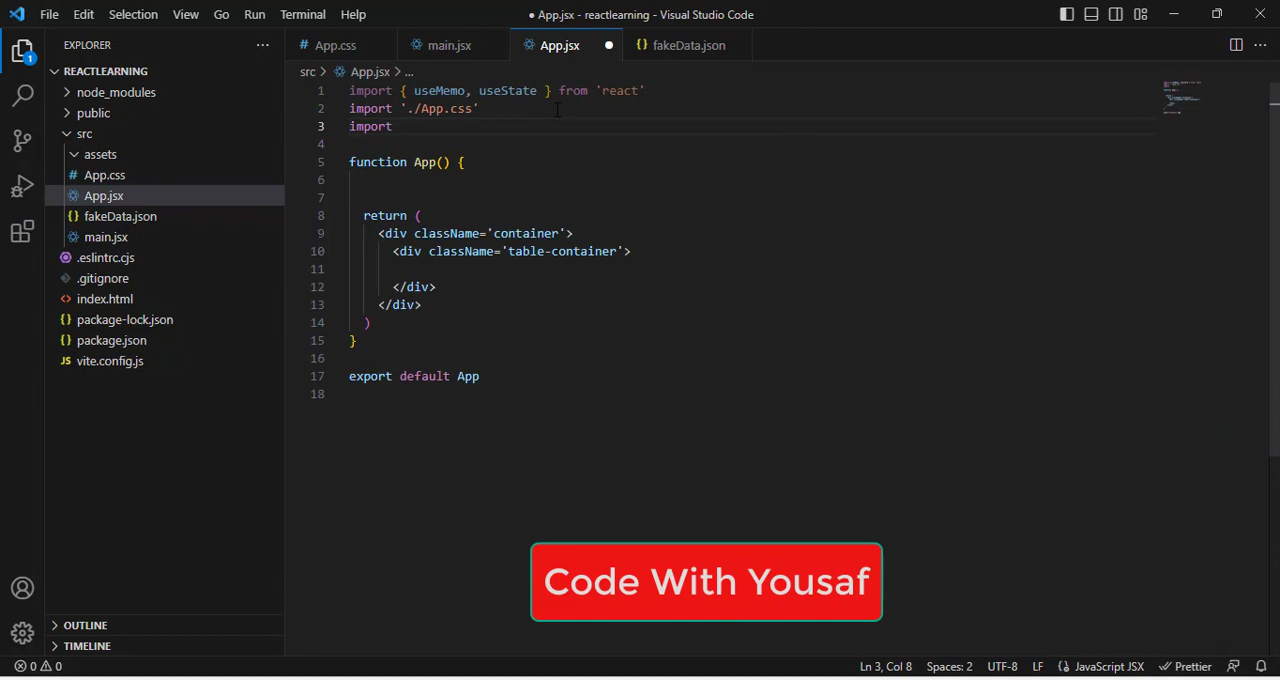 File Edit Selection View Go Run Terminal Help
● App.jsx - reactlearning - Visual Studio Code
EXPLORER
REACTLEARNING
node_modules
public
src
assets
App.css
App.jsx
fakeData.json
main.jsx
.eslintrc.cjs
.gitignore
index.html
package-lock.json
package.json
vite.config.js
OUTLINE
TIMELINE
App.css main.jsx App.jsx fakeData.json
src > App.jsx > ...
1 import { useMemo, useState } from 'react'
2 import './App.css'
3 import
4
5 function App() {
6
7
8 return (
9 <div className='container'>
10 <div className='table-container'>
11
12 </div>
13 </div>
14 )
15 }
16
17 export default App
18
Code With Yousaf
0 0 Ln 3, Col 8 Spaces: 2 UTF-8 LF JavaScript JSX Prettier
1